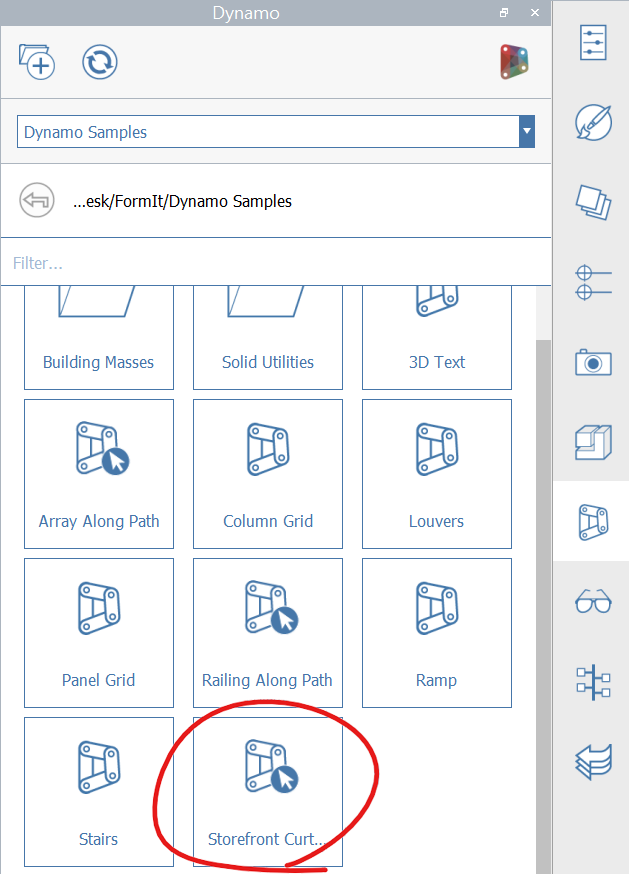 Dynamo
Dynamo Samples
...esk/FormIt/Dynamo Samples
Filter...
Building Masses
Solid Utilities
3D Text
Array Along Path
Column Grid
Louvers
Panel Grid
Railing Along Path
Ramp
Stairs
Storefront Curt...